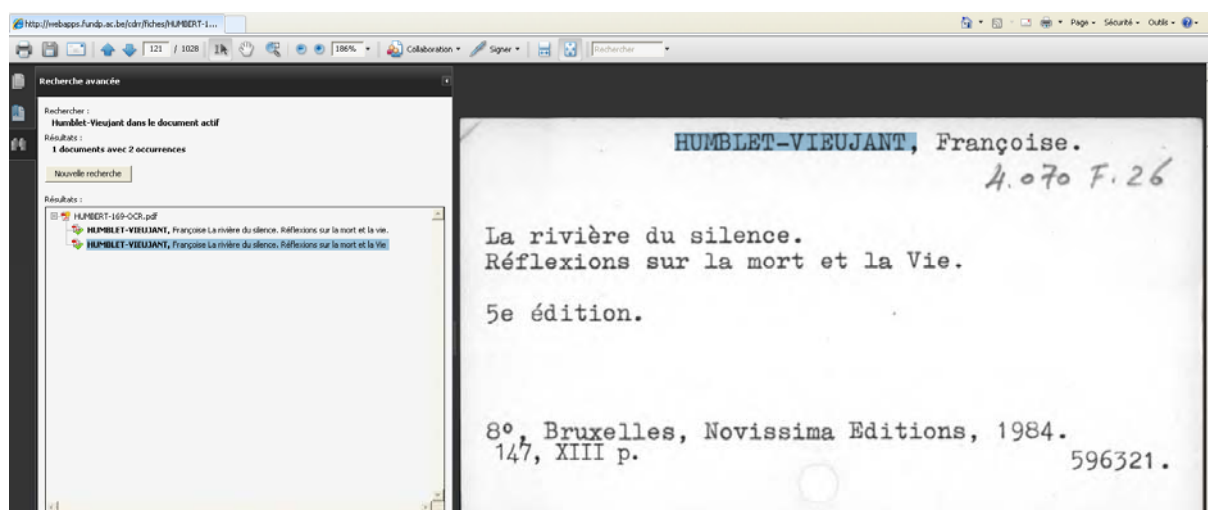 http://webapps.fundp.ac.be/cdrr/fiches/HUMBERT-1...
Page Sécurité Outils
121 / 1028 186% Collaboration Signer Rechercher
Recherche avancée
Rechercher :
Humblet-Vieujant dans le document actif
Résultats :
1 documents avec 2 occurrences
Nouvelle recherche
Résultats :
HUMBERT-169-OCR.pdf
HUMBLET-VIEUJANT, Françoise La rivière du silence. Réflexions sur la mort et la vie.
HUMBLET-VIEUJANT, Françoise La rivière du silence. Réflexions sur la mort et la Vie
HUMBLET-VIEUJANT, Françoise.
4.070 F.26
La rivière du silence.
Réflexions sur la mort et la Vie.
5e édition.
8°, Bruxelles, Novissima Editions, 1984.
147, XIII p.
596321.